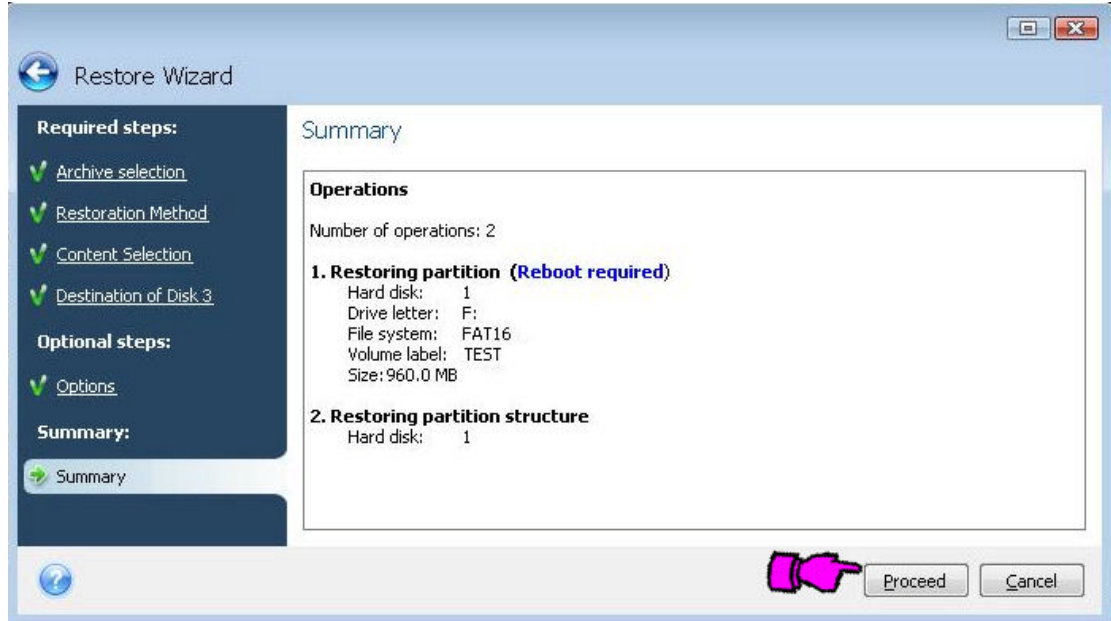 Restore Wizard
Required steps:
Archive selection
Restoration Method
Content Selection
Destination of Disk 3
Optional steps:
Options
Summary:
Summary
Summary
Operations
Number of operations: 2
1. Restoring partition (Reboot required)
Hard disk: 1
Drive letter: F:
File system: FAT16
Volume label: TEST
Size: 960.0 MB
2. Restoring partition structure
Hard disk: 1
?
Proceed
Cancel